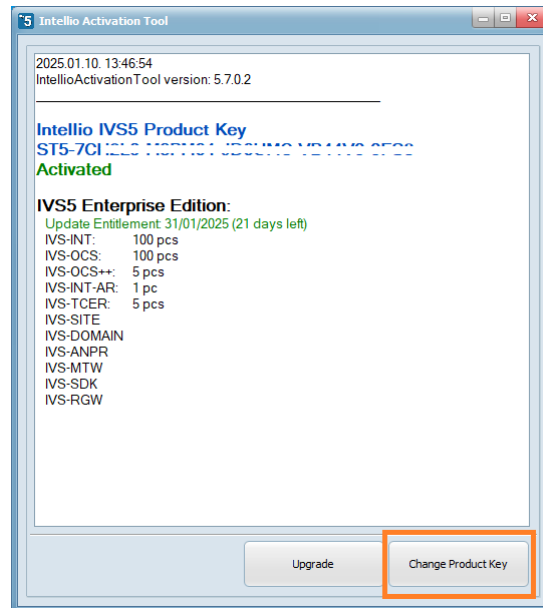 Intellio Activation Tool
2025.01.10. 13:46:54
IntellioActivationTool version: 5.7.0.2
Intellio IVS5 Product Key
Activated
IVS5 Enterprise Edition:
Update Entitlement: 31/01/2025 (21 days left)
IVS-INT: 100 pcs
IVS-OCS: 100 pcs
IVS-OCS++: 5 pcs
IVS-INT-AR: 1 pc
IVS-TCER: 5 pcs
IVS-SITE
IVS-DOMAIN
IVS-ANPR
IVS-MTW
IVS-SDK
IVS-RGW
Upgrade
Change Product Key